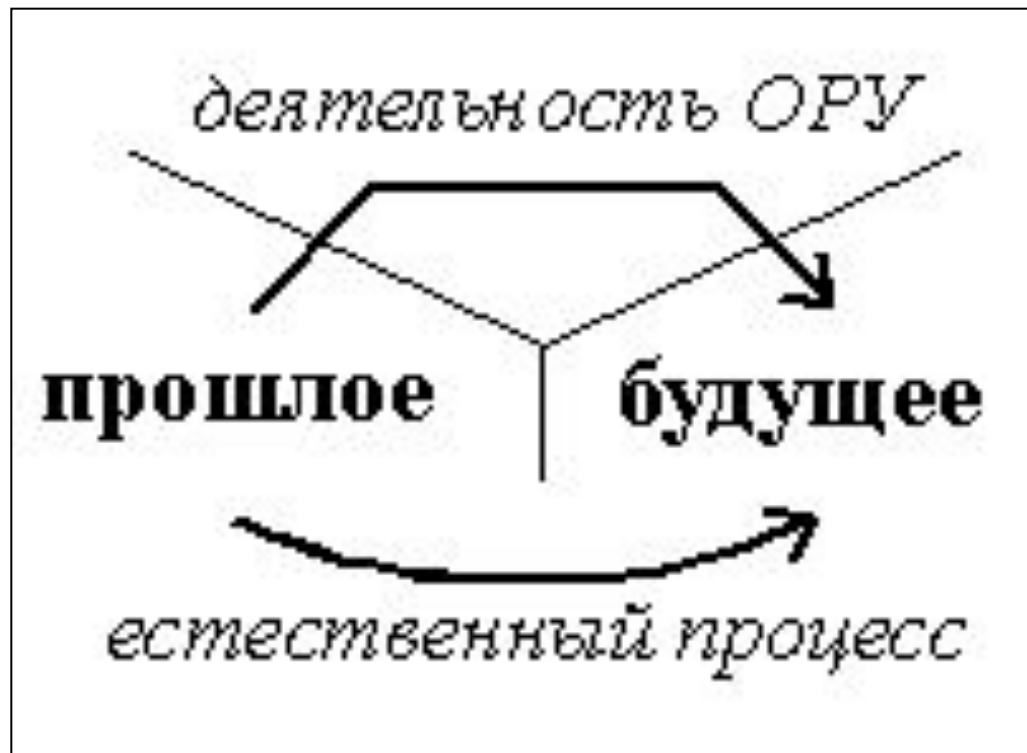 деятельность ОРУ
прошлое будущее
естественный процесс